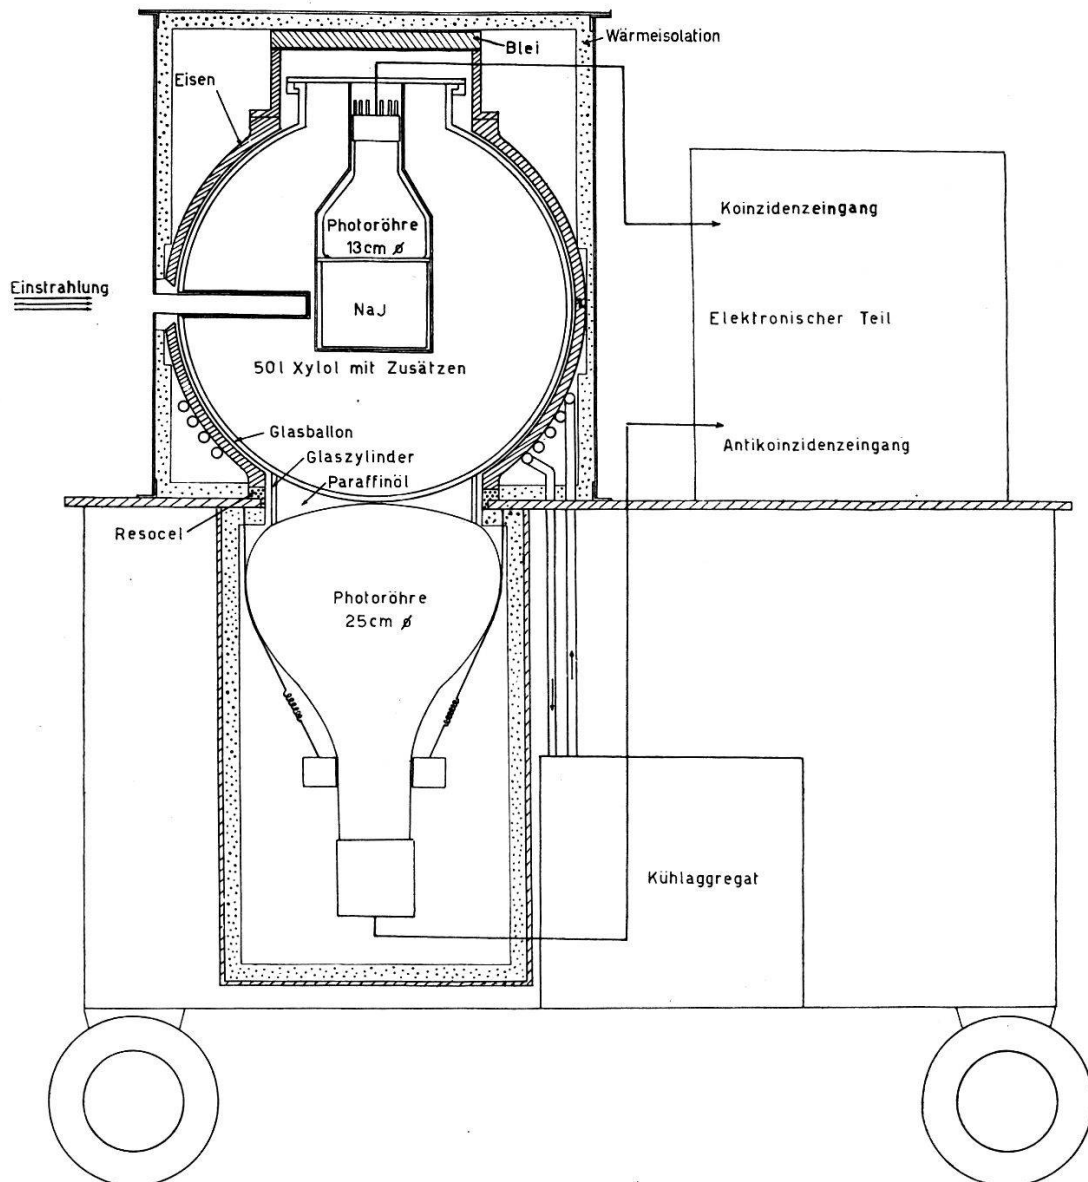 Blei
Wärmeisolation
Eisen
Photoröhre
13cm ø
Koinzidenzeingang
Einstrahlung
NaJ
Elektronischer Teil
50l Xylol mit Zusätzen
Glasballon
Glaszylinder
Paraffinöl
Antikoinzidenzeingang
Resocel
Photoröhre
25cm ø
Kühlaggregat